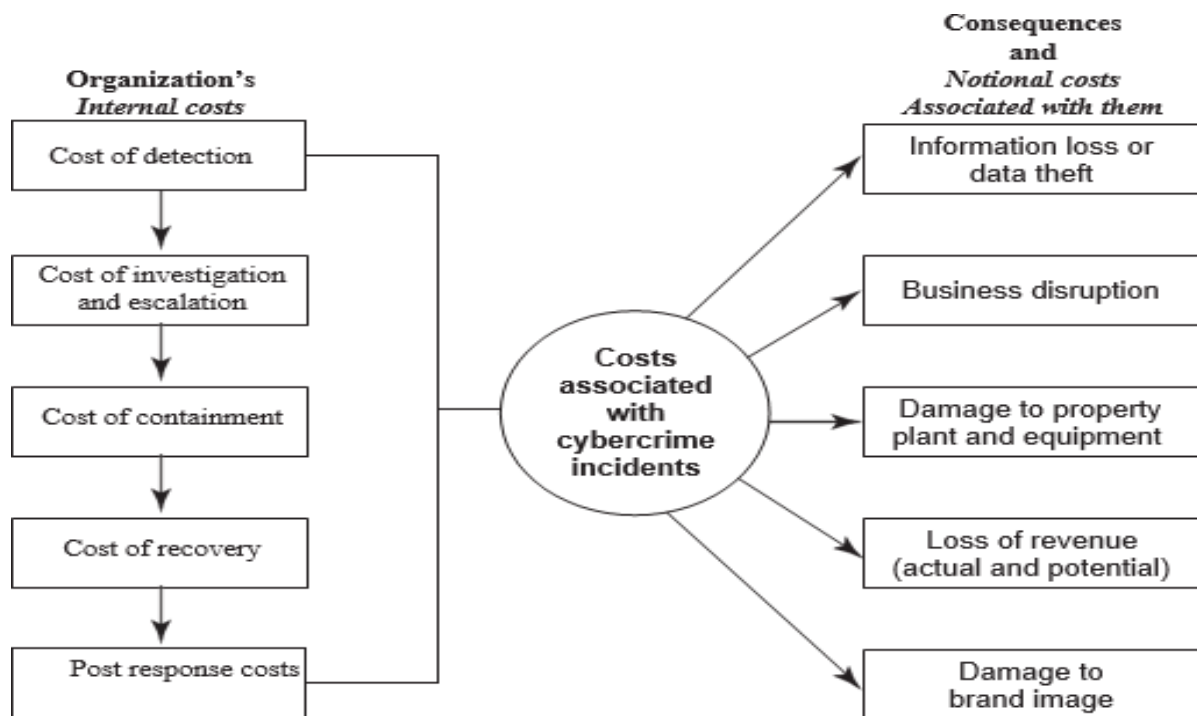 Organization's
Internal costs
Cost of detection
Cost of investigation
and escalation
Cost of containment
Cost of recovery
Post response costs
Costs
associated
with
cybercrime
incidents
Consequences
and
Notional costs
Associated with them
Information loss or
data theft
Business disruption
Damage to property
plant and equipment
Loss of revenue
(actual and potential)
Damage to
brand image